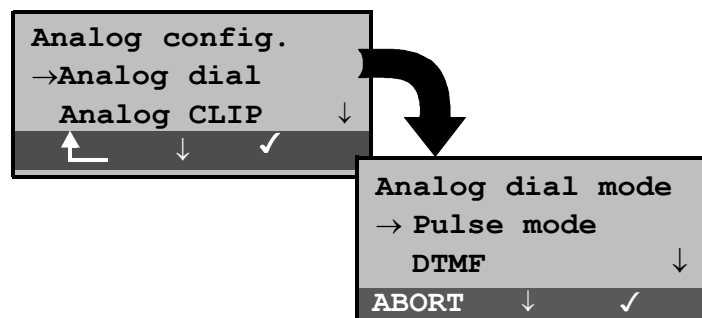 Analog config.
→Analog dial
Analog CLIP ↓
↓ ✓
Analog dial mode
→ Pulse mode
DTMF ↓
ABORT ↓ ✓